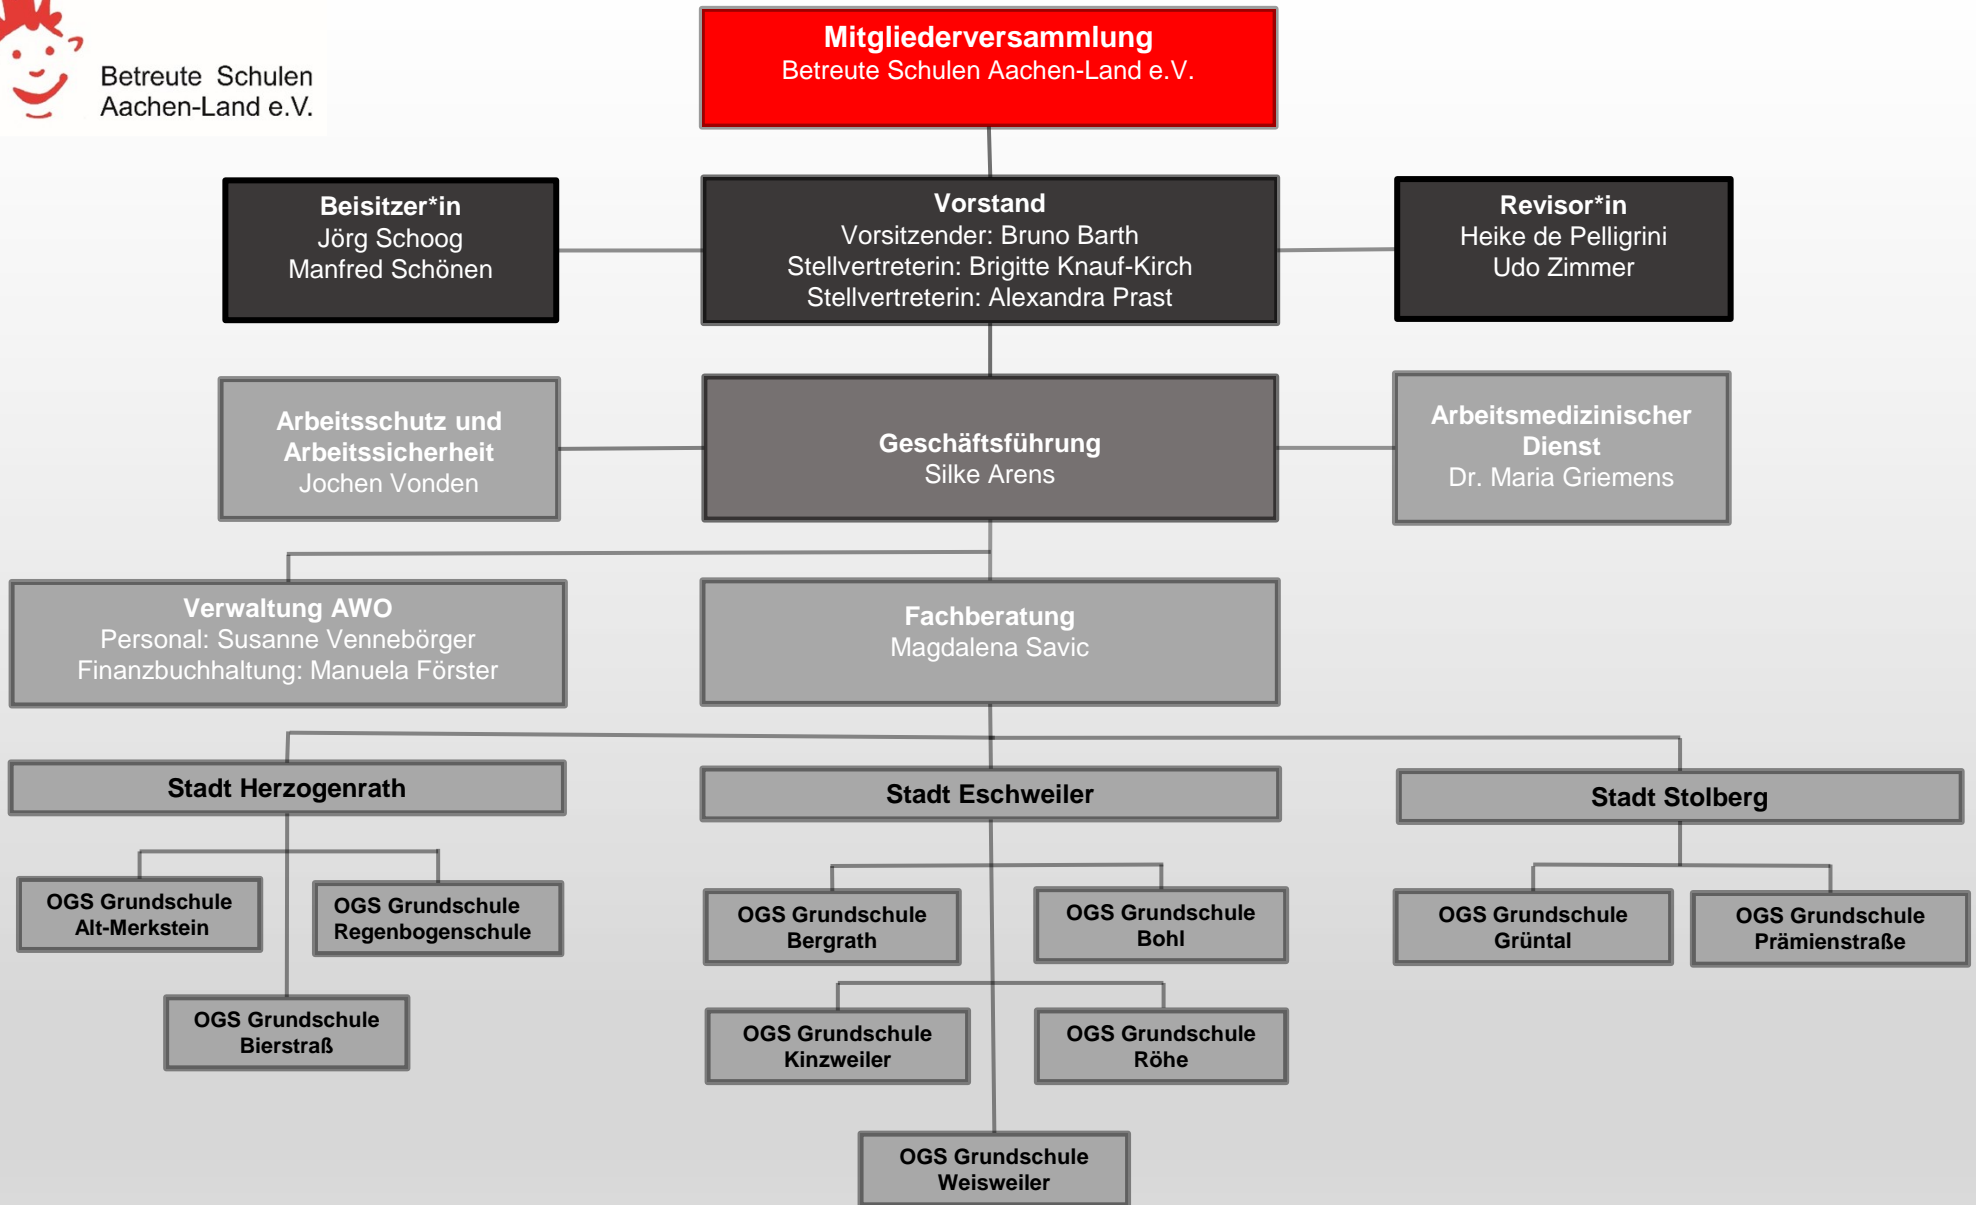 Betreute Schulen
Aachen-Land e.V.
Mitgliederversammlung
Betreute Schulen Aachen-Land e.V.
Beisitzer*in
Jörg Schoog
Manfred Schönen
Vorstand
Vorsitzender: Bruno Barth
Stellvertreterin: Brigitte Knauf-Kirch
Stellvertreterin: Alexandra Prast
Revisor*in
Heike de Pelligrini
Udo Zimmer
Arbeitsschutz und
Arbeitssicherheit
Jochen Vonden
Geschäftsführung
Silke Arens
Arbeitsmedizinischer
Dienst
Dr. Maria Griemens
Verwaltung AWO
Personal: Susanne Vennebörger
Finanzbuchhaltung: Manuela Förster
Fachberatung
Magdalena Savic
Stadt Herzogenrath
Stadt Eschweiler
Stadt Stolberg
OGS Grundschule
Alt-Merkstein
OGS Grundschule
Regenbogenschule
OGS Grundschule
Bierstraß
OGS Grundschule
Bergrath
OGS Grundschule
Bohl
OGS Grundschule
Kinzweiler
OGS Grundschule
Röhe
OGS Grundschule
Weisweiler
OGS Grundschule
Grüntal
OGS Grundschule
Prämienstraße